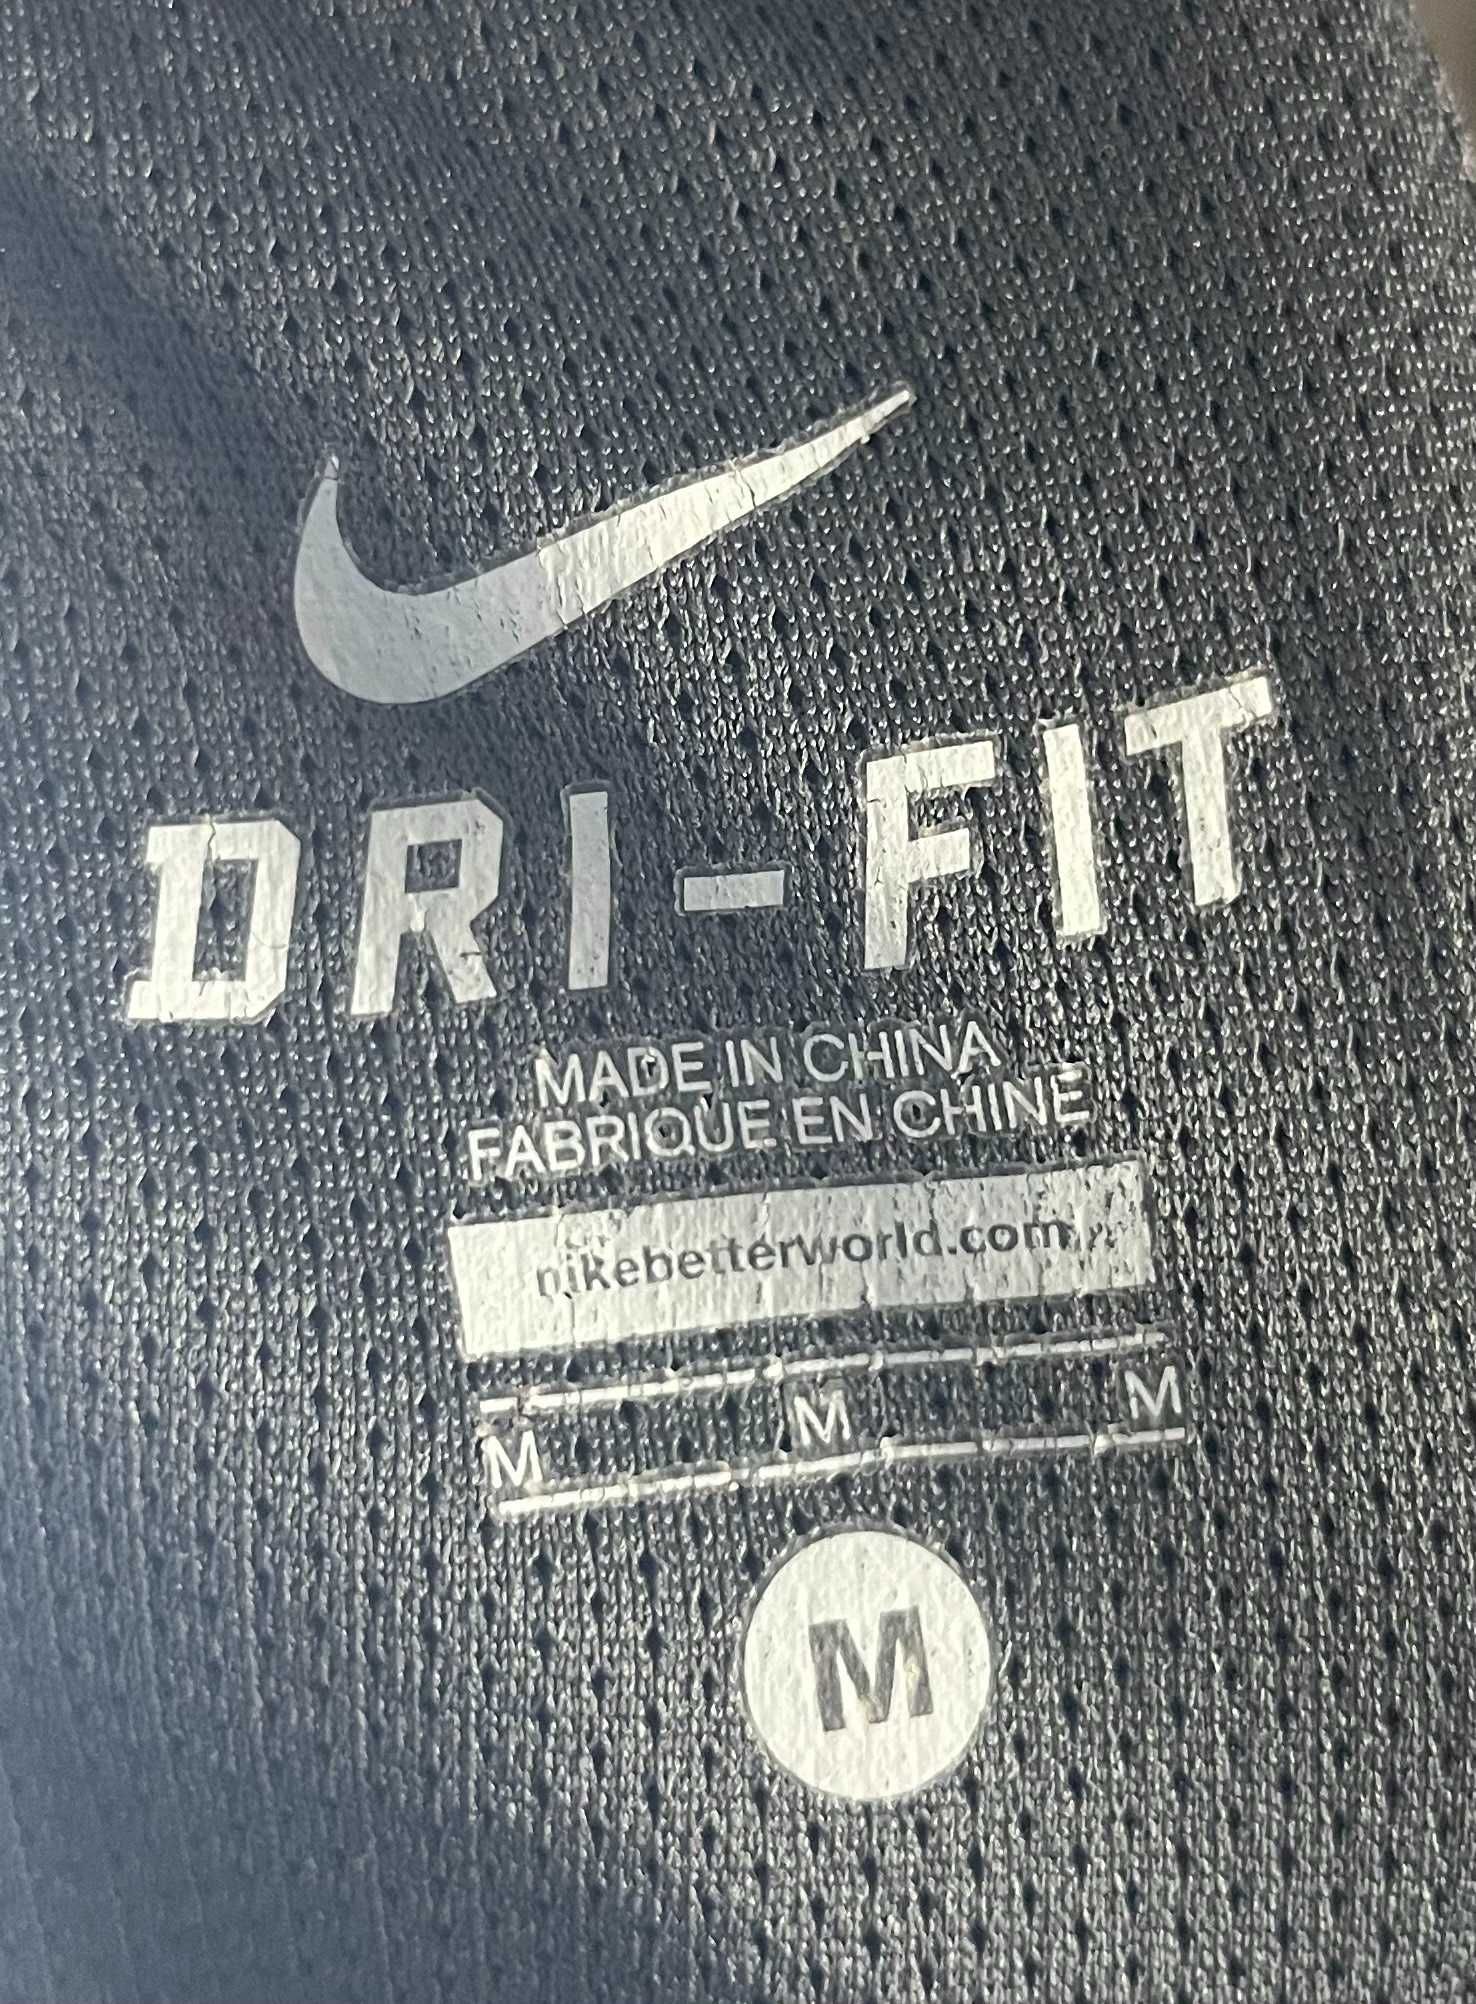 DRI-FIT
MADE IN CHINA
FABRIQUE EN CHINE
nikebetterworld.com
M M M
M